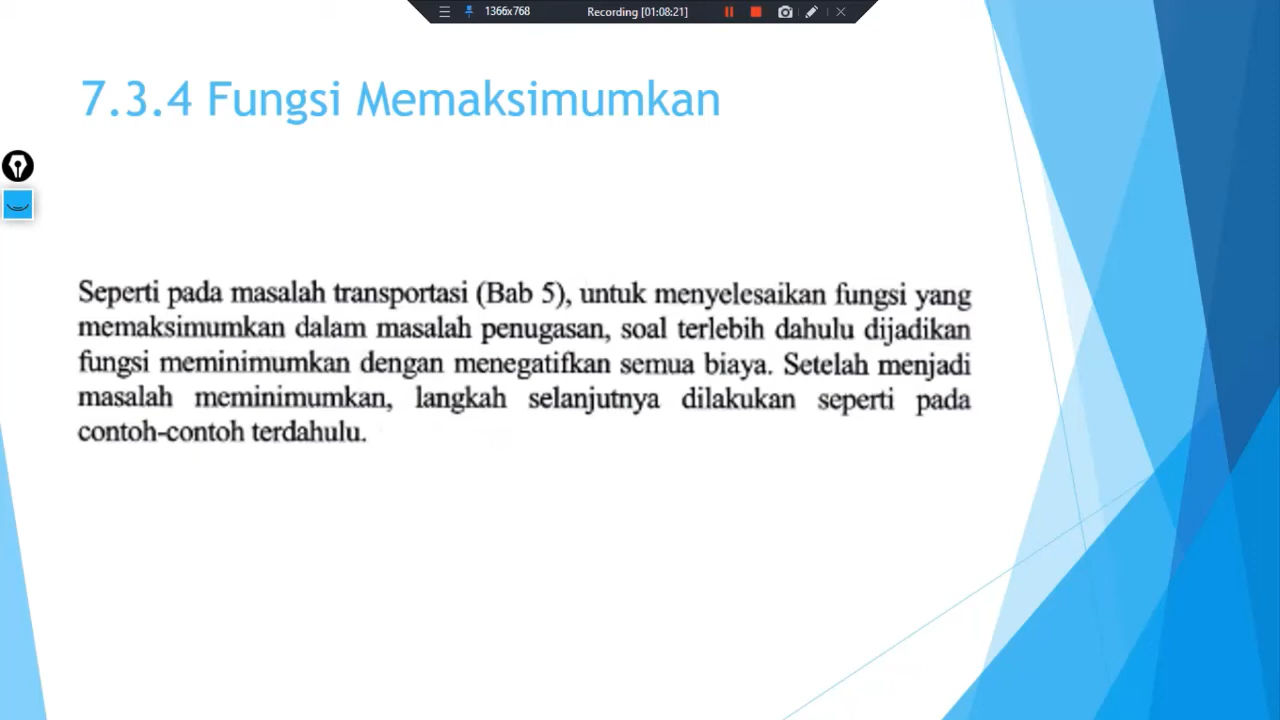 1366x768
Recording [01:08:21]
7.3.4 Fungsi Memaksimumkan
Seperti pada masalah transportasi (Bab 5), untuk menyelesaikan fungsi yang
memaksimumkan dalam masalah penugasan, soal terlebih dahulu dijadikan
fungsi meminimumkan dengan menegatifkan semua biaya. Setelah menjadi
masalah meminimumkan, langkah selanjutnya dilakukan seperti pada
contoh-contoh terdahulu.